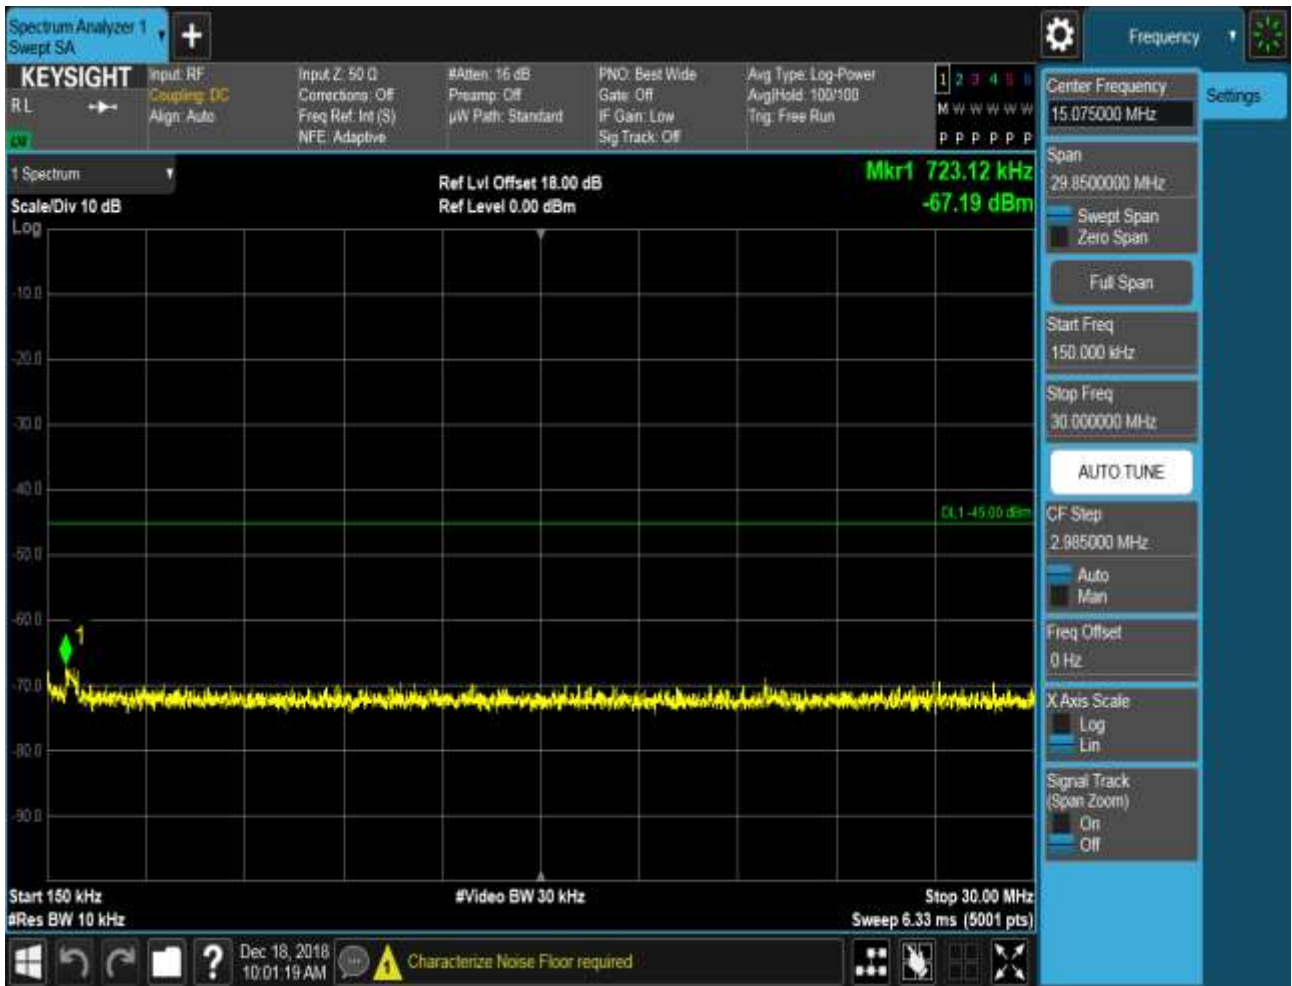 Spectrum Analyzer 1
Swept SA
+
Frequency
KEYSIGHT
RL
Input: RF
Coupling: DC
Align: Auto
Input Z: 50 Ω
Corrections: Off
Freq Ref: Int (S)
NFE: Adaptive
#Atten: 16 dB
Preamp: Off
µW Path: Standard
PNO: Best Wide
Gate: Off
IF Gain: Low
Sig Track: Off
Avg Type: Log-Power
Avg|Hold: 100/100
Trig: Free Run
1 2 3 4 5 6
M W W W W W
P P P P P P
1 Spectrum
Scale/Div 10 dB
Ref Lvl Offset 18.00 dB
Ref Level 0.00 dBm
Mkr1 723.12 kHz
-67.19 dBm
Log
-10.0
-20.0
-30.0
-40.0
DL1 -45.00 dBm
-50.0
-60.0
1
-70.0
-80.0
-90.0
Start 150 kHz
#Res BW 10 kHz
#Video BW 30 kHz
Stop 30.00 MHz
Sweep 6.33 ms (5001 pts)
Center Frequency
15.075000 MHz
Settings
Span
29.8500000 MHz
Swept Span
Zero Span
Full Span
Start Freq
150.000 kHz
Stop Freq
30.000000 MHz
AUTO TUNE
CF Step
2.985000 MHz
Auto
Man
Freq Offset
0 Hz
X Axis Scale
Log
Lin
Signal Track
(Span Zoom)
On
Off
?
Dec 18, 2018
10:01:19 AM
Characterize Noise Floor required